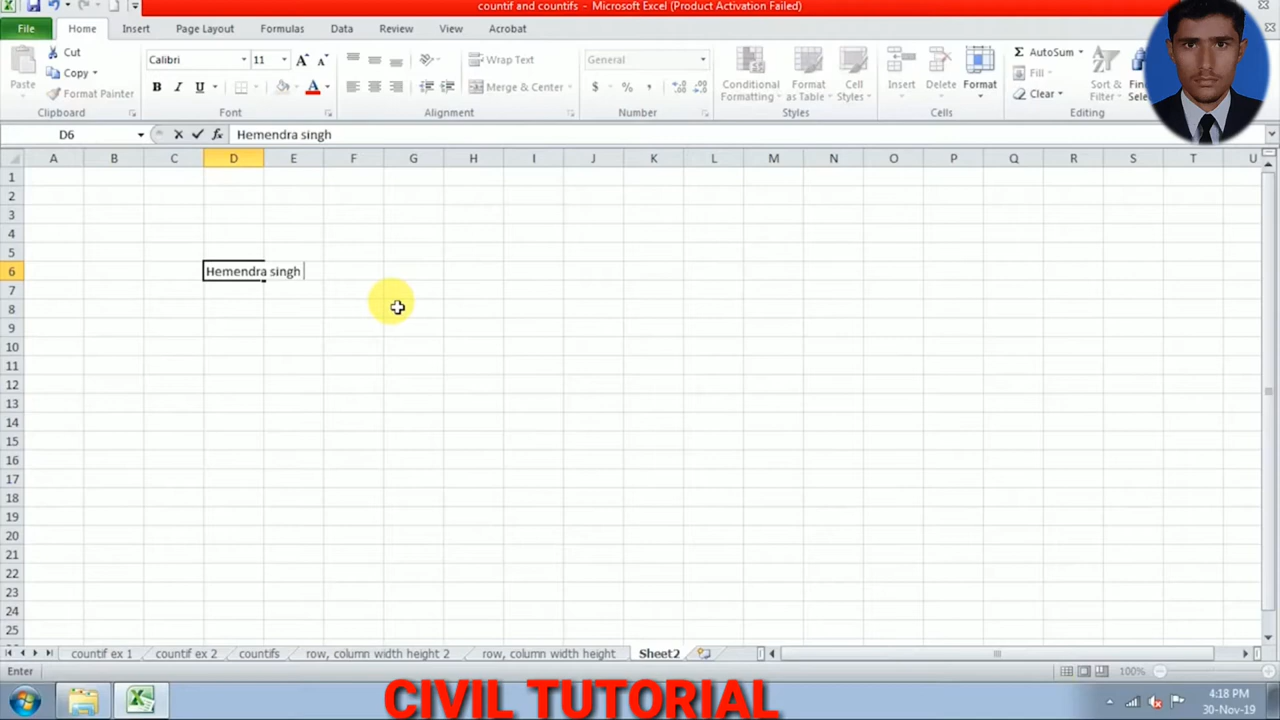 countif and countifs - Microsoft Excel (Product Activation Failed)
File Home Insert Page Layout Formulas Data Review View Acrobat
Paste
Cut
Copy
Format Painter
Clipboard
Calibri 11
B I U A
Font
Wrap Text
Merge & Center
Alignment
General
$ % ,
Number
Conditional Formatting
Format as Table
Cell Styles
Styles
Insert Delete Format
Cells
Σ AutoSum
Fill
Clear
Sort & Filter
Editing
D6 fx Hemendra singh
A B C D E F G H I J K L M N O P Q R S T U
1
2
3
4
5
6 Hemendra singh
7
8
9
10
11
12
13
14
15
16
17
18
19
20
21
22
23
24
25
countif ex 1 countif ex 2 countifs row, column width height 2 row, column width height Sheet2
Enter 100%
CIVIL TUTORIAL
4:18 PM
30-Nov-19